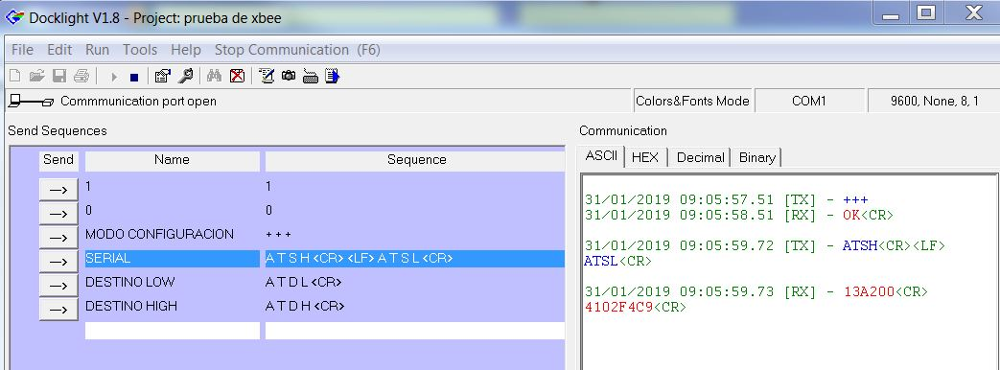 Docklight V1.8 - Project: prueba de xbee
File Edit Run Tools Help Stop Communication (F6)
Commmunication port open Colors&Fonts Mode COM1 9600, None, 8, 1
Send Sequences
Send Name Sequence
---> 1 1
---> 0 0
---> MODO CONFIGURACION + + +
---> SERIAL A T S H <CR> <LF> A T S L <CR>
---> DESTINO LOW A T D L <CR>
---> DESTINO HIGH A T D H <CR>
Communication
ASCII HEX Decimal Binary
31/01/2019 09:05:57.51 [TX] - +++
31/01/2019 09:05:58.51 [RX] - OK<CR>
31/01/2019 09:05:59.72 [TX] - ATSH<CR><LF>
ATSL<CR>
31/01/2019 09:05:59.73 [RX] - 13A200<CR>
4102F4C9<CR>